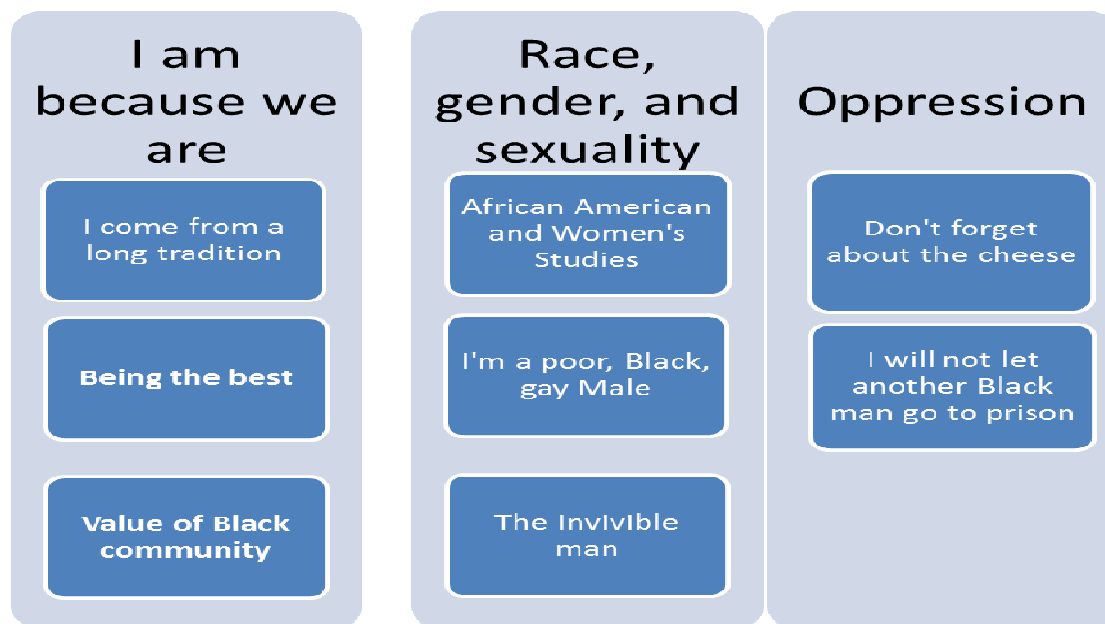 I am
because we
are
I come from a
long tradition
Being the best
Value of Black
community
Race,
gender, and
sexuality
African American
and Women's
Studies
I'm a poor, Black,
gay Male
The InvIvIble
man
Oppression
Don't forget
about the cheese
I will not let
another Black
man go to prison